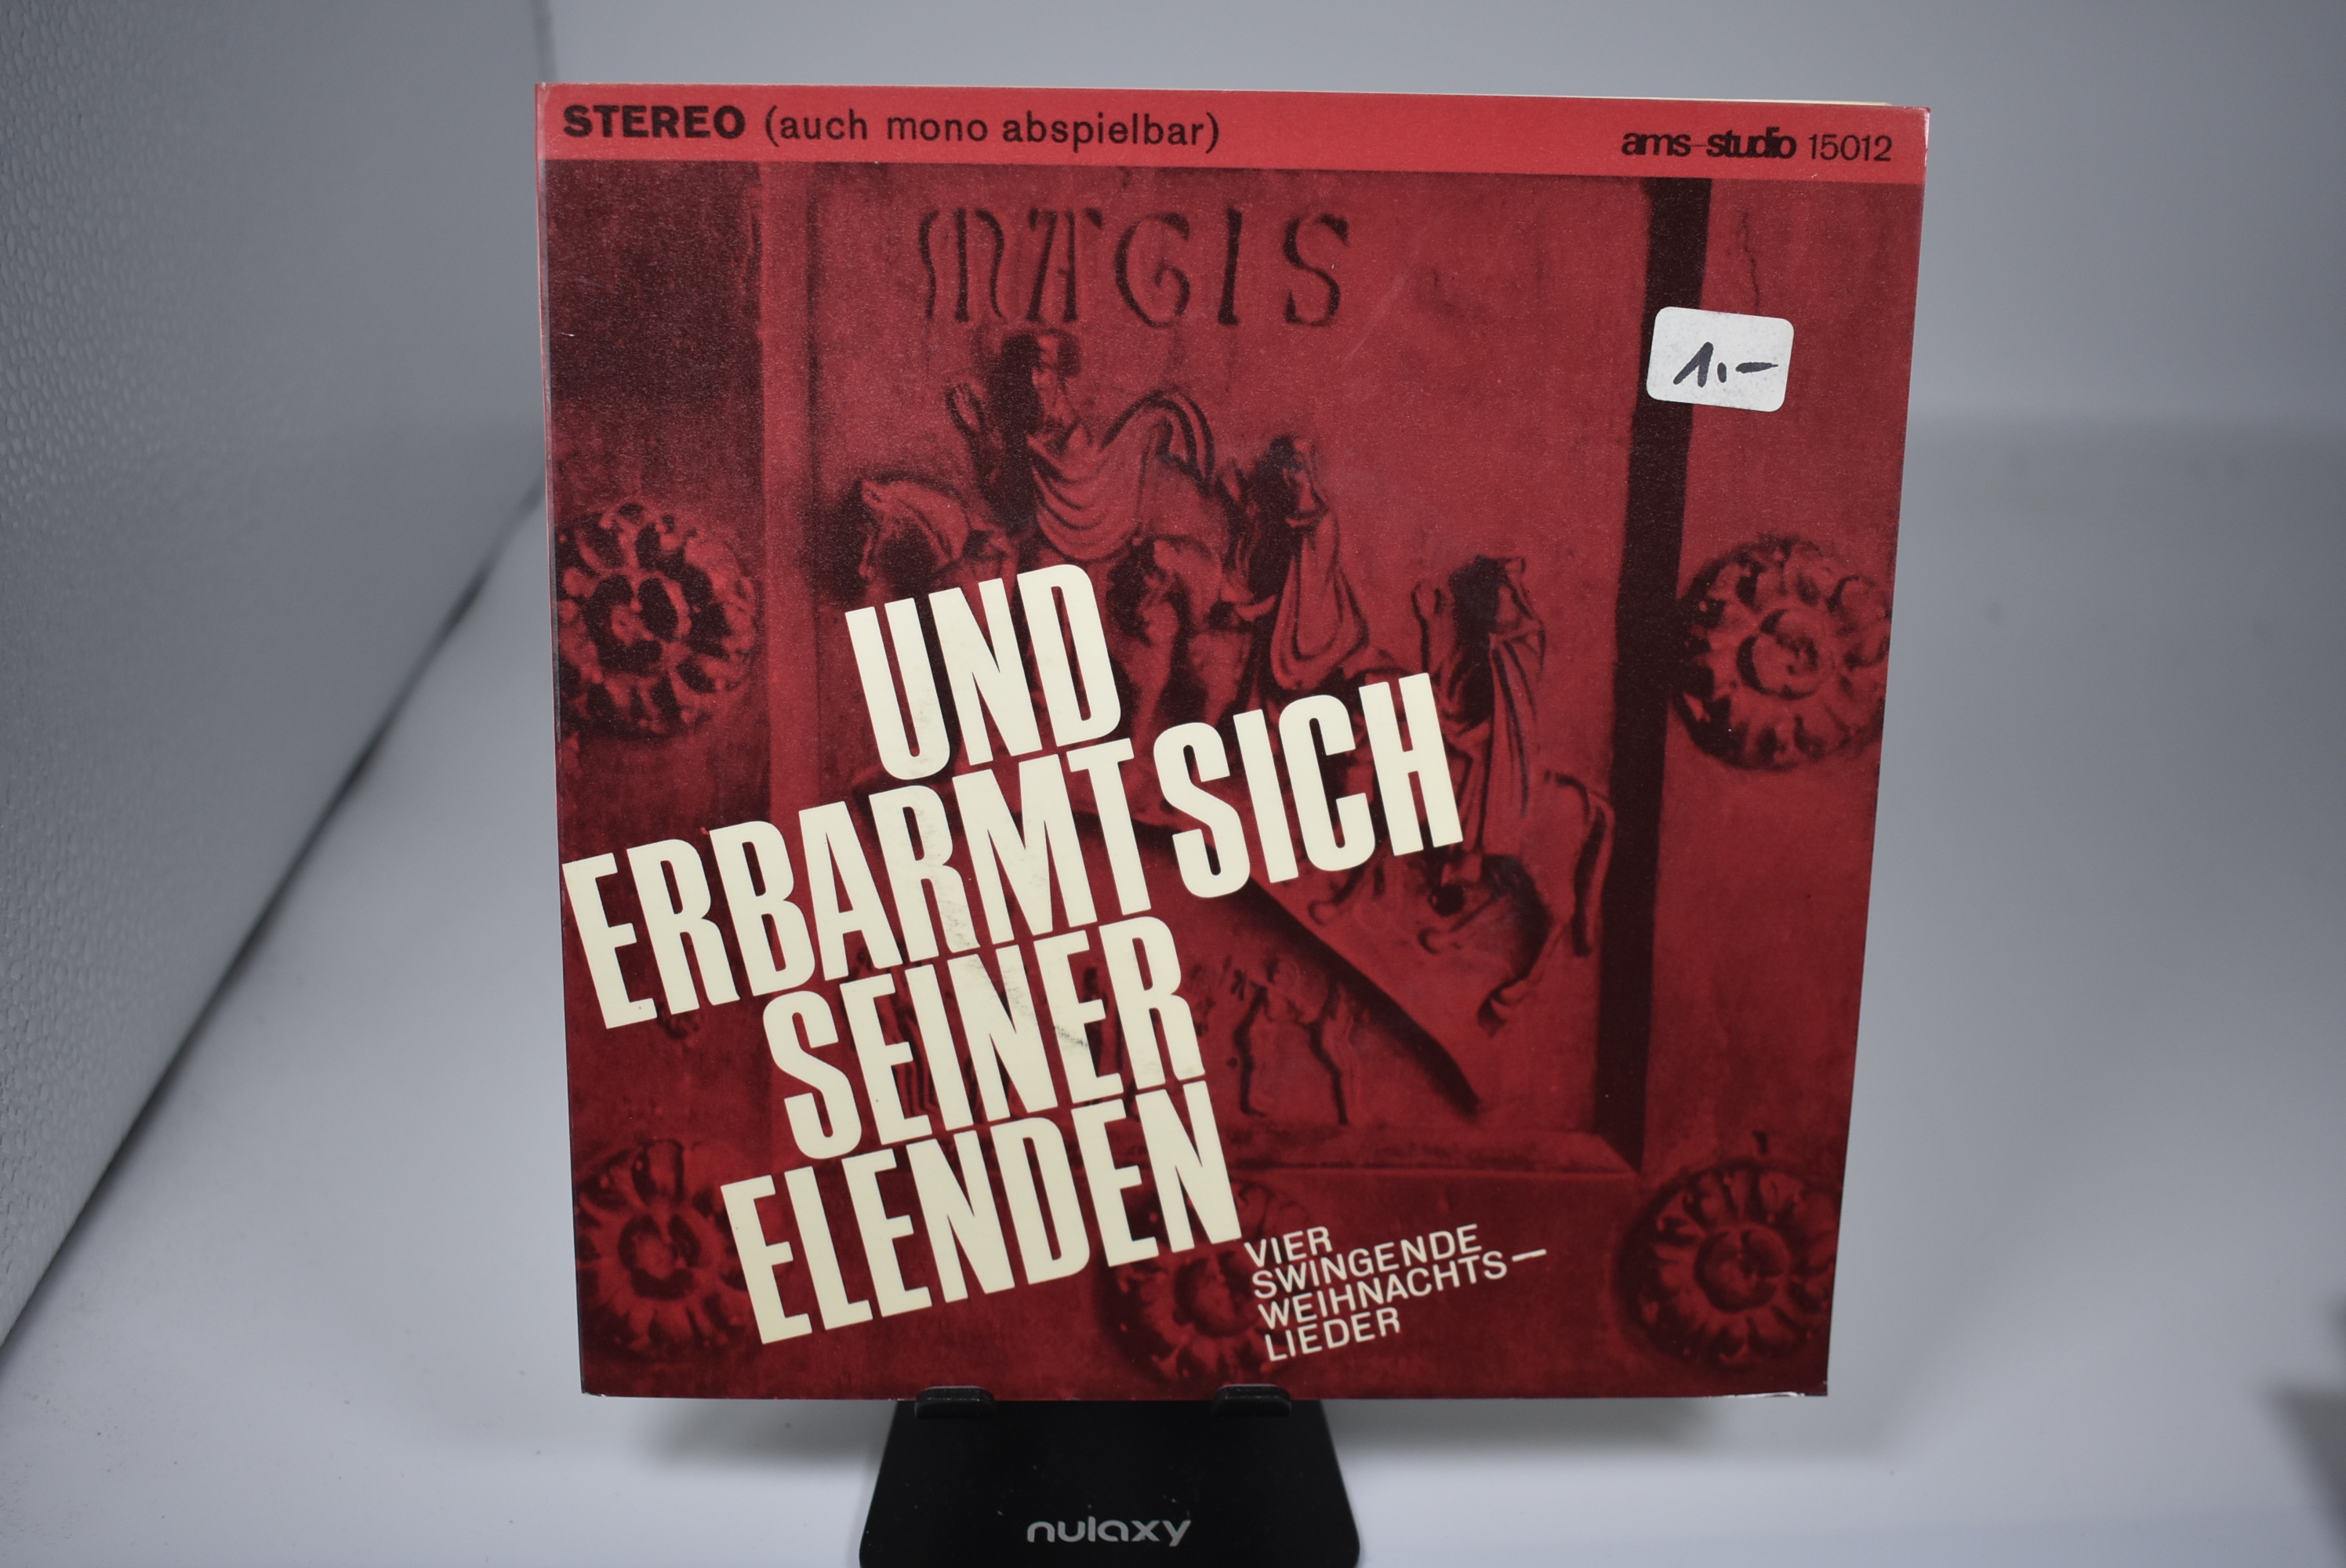 STEREO (auch mono abspielbar)
ams-studio 15012
MAGIS
1,-
UND
ERBARMT SICH
SEINER
ELENDEN
VIER
SWINGENDE
WEIHNACHTS-
LIEDER
nulaxy